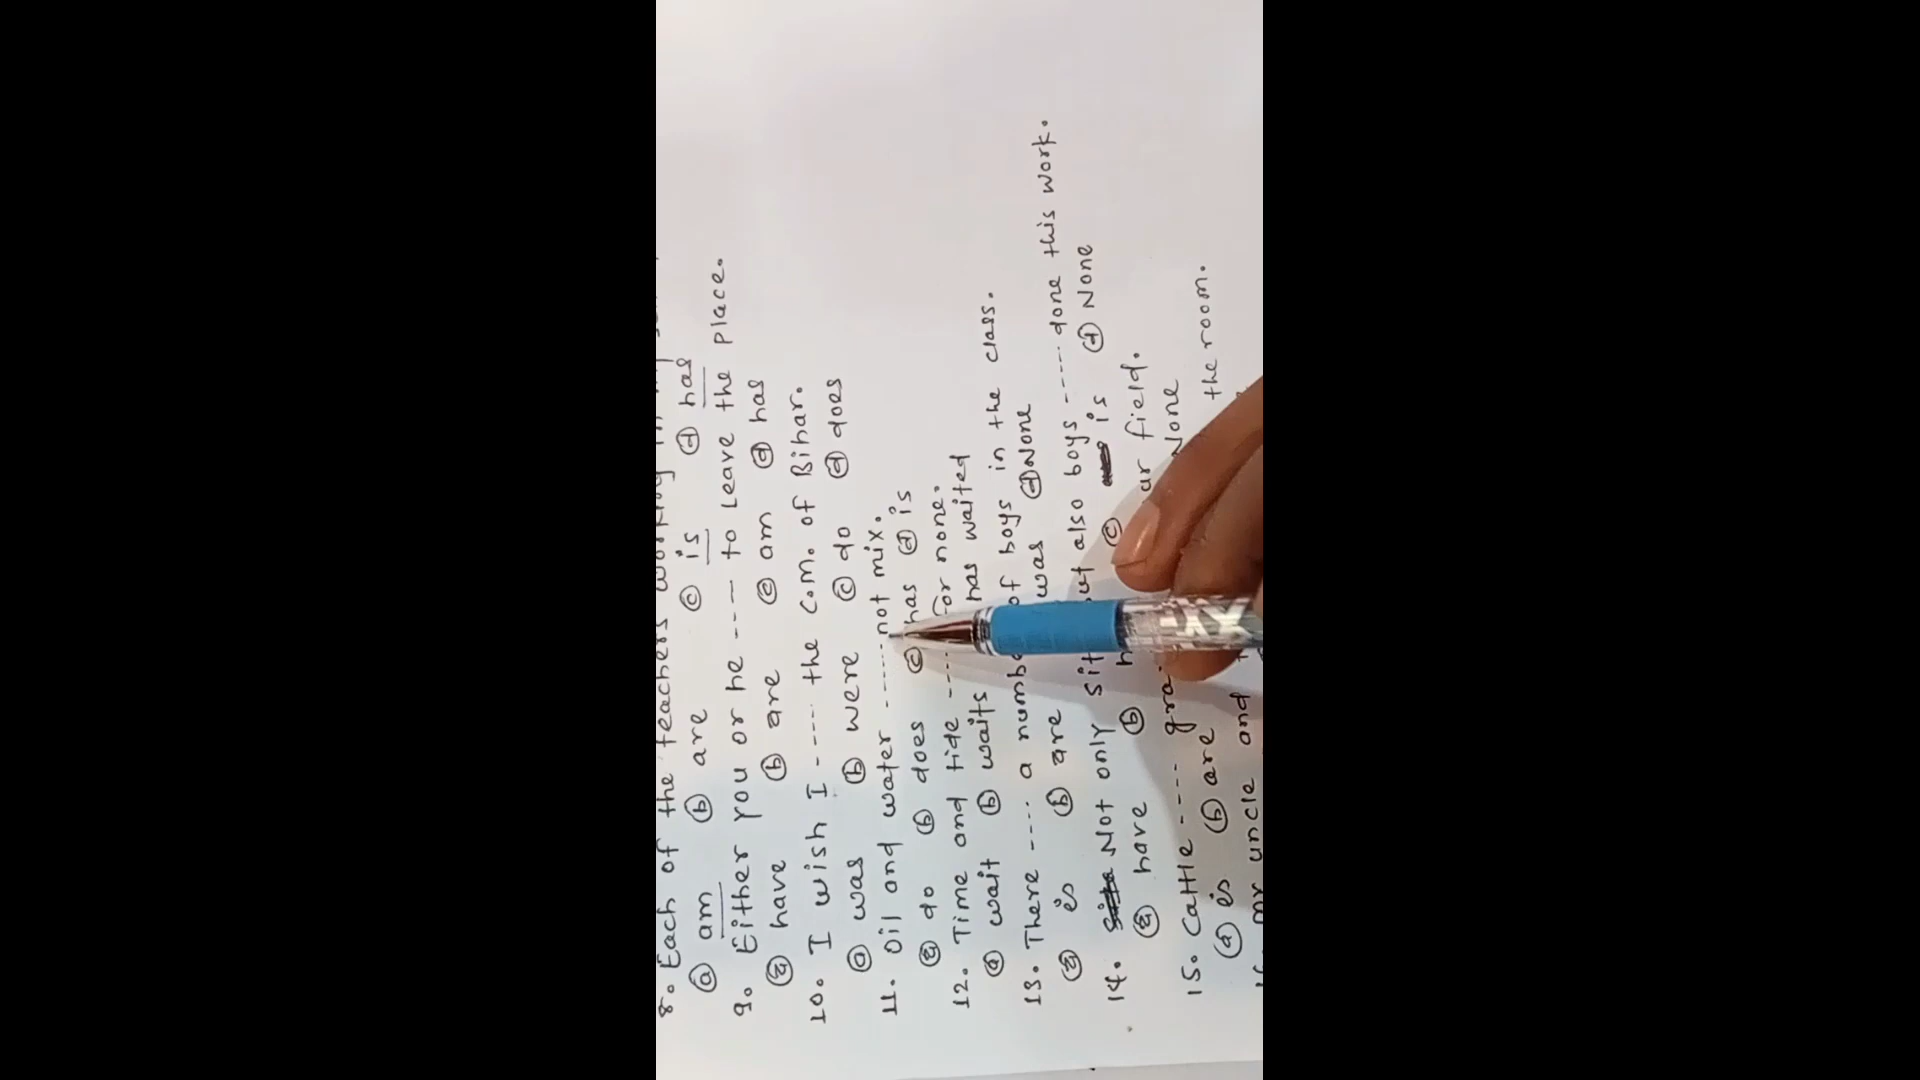 8. Each of the teachers working in my
ⓐ am ⓑ are ⓒ is ⓓ has
9. Either you or he ---- to Leave the place.
ⓐ have ⓑ are ⓒ am ⓓ has
10. I wish I ---- the C.M. of Bihar.
ⓐ was ⓑ were ⓒ do ⓓ does
11. Oil and water ----- not mix.
ⓐ do ⓑ does ⓒ has ⓓ is
12. Time and tide ---- for none.
ⓐ wait ⓑ waits has waited
13. There ---- a number of boys in the class.
ⓐ is ⓑ are was ⓓ None
14. Not only but also boys ----- done this work.
ⓐ have ⓑ ⓒ is ⓓ None
15. Cattle ---- field.
ⓐ is ⓑ are None
my uncle and the room.